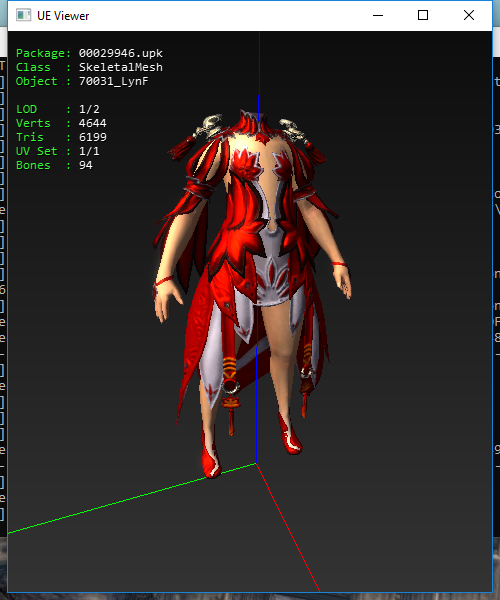 UE Viewer
Package: 00029946.upk
Class : SkeletalMesh
Object : 70031_LynF
LOD : 1/2
Verts : 4644
Tris : 6199
UV Set : 1/1
Bones : 94